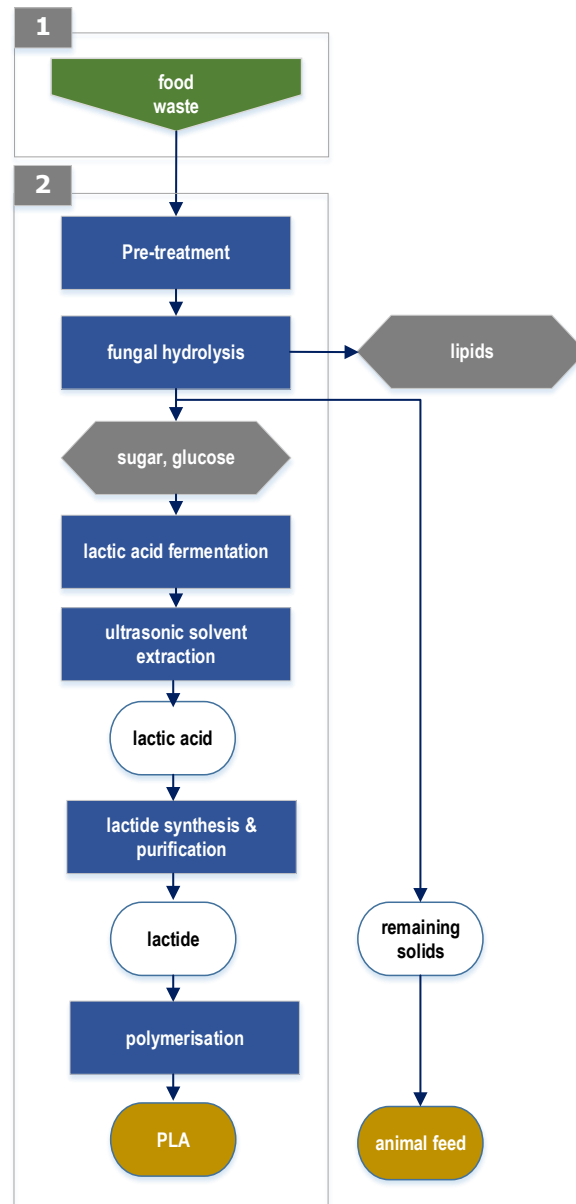 1
food
waste
2
Pre-treatment
fungal hydrolysis
lipids
sugar, glucose
lactic acid fermentation
ultrasonic solvent
extraction
lactic acid
lactide synthesis &
purification
lactide
remaining
solids
polymerisation
PLA
animal feed